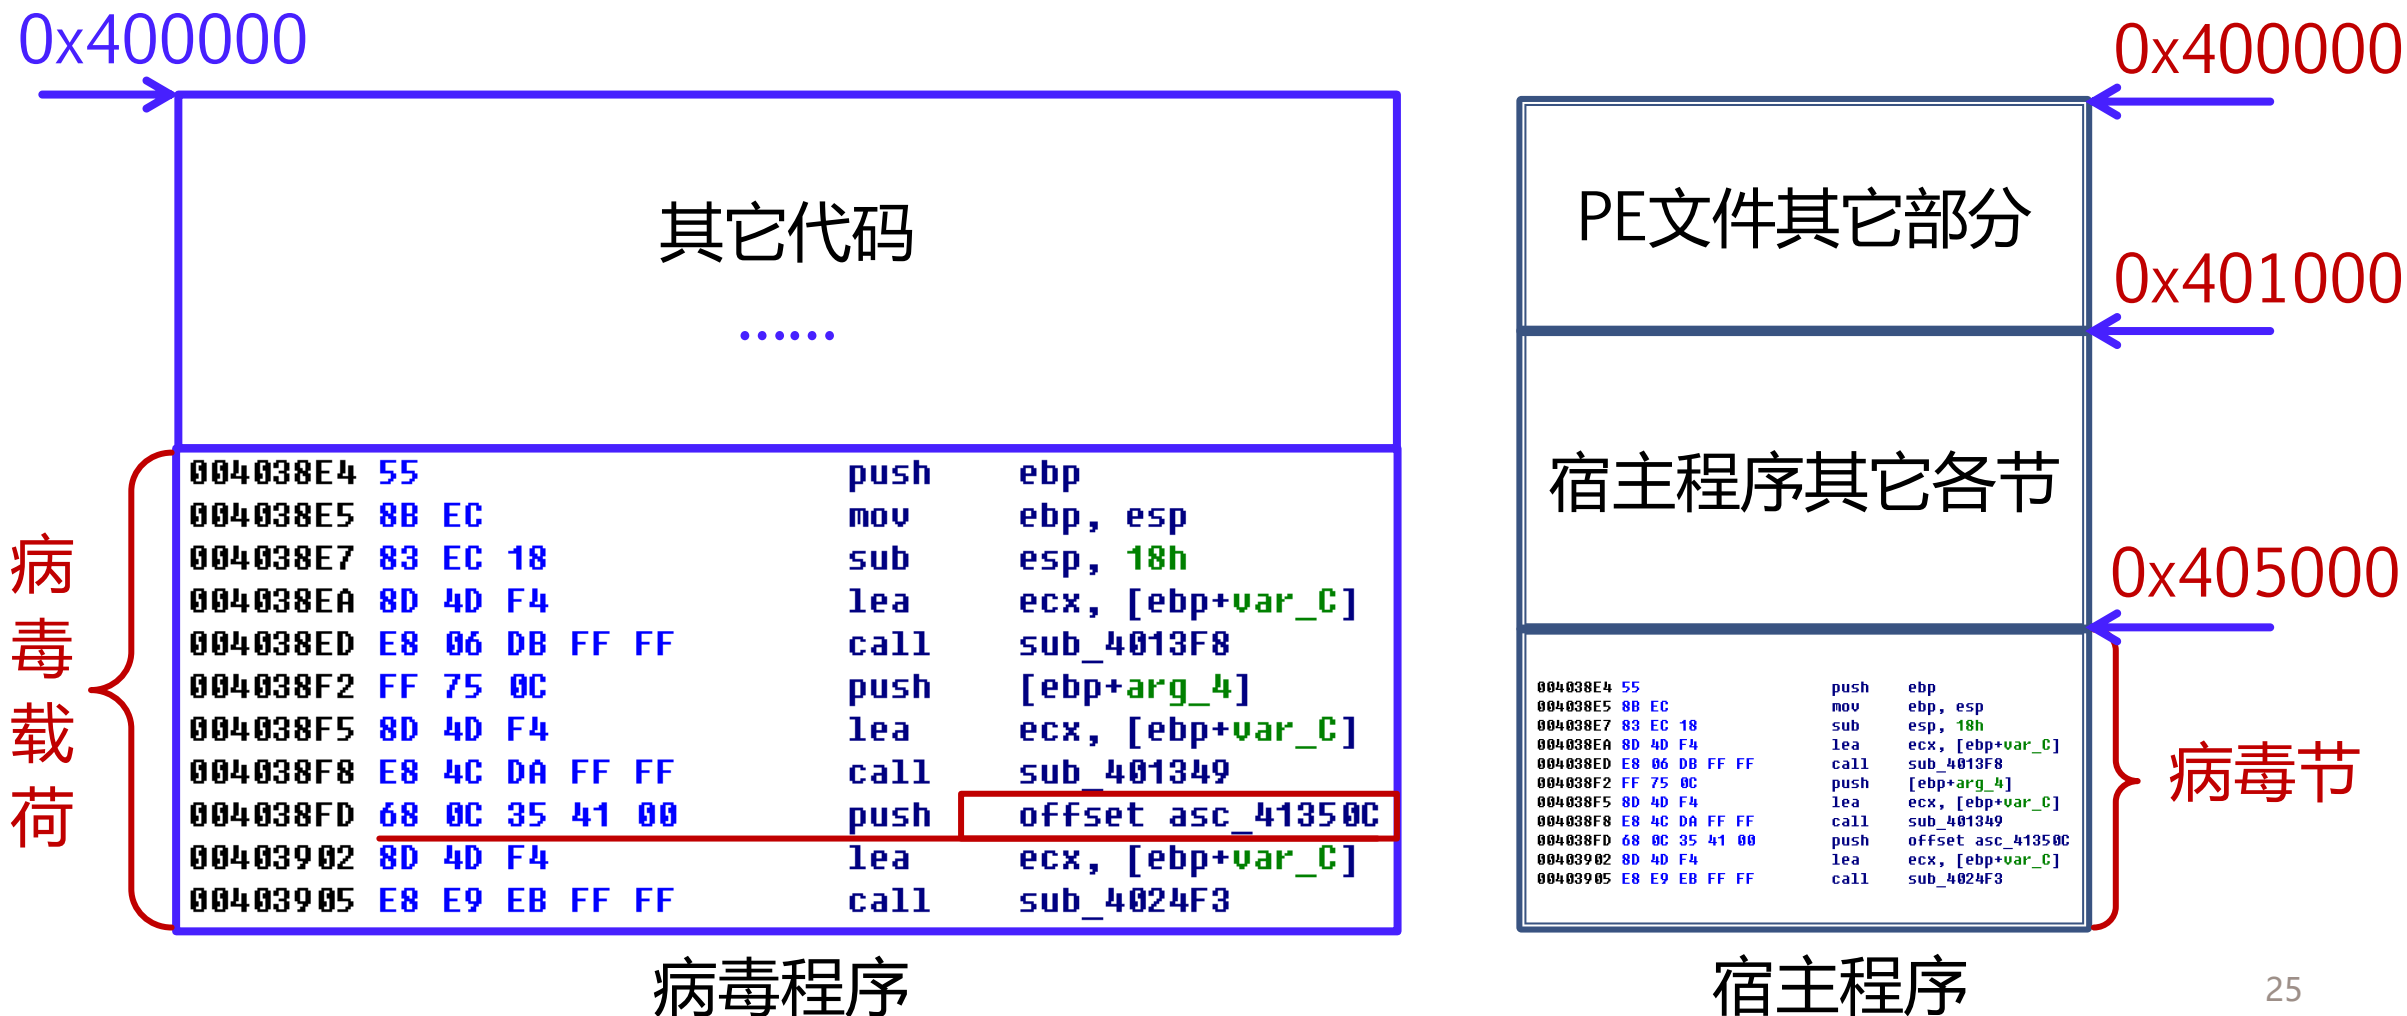 0x400000
其它代码
……
病毒载荷
004038E4 55 push ebp
004038E5 8B EC mov ebp, esp
004038E7 83 EC 18 sub esp, 18h
004038EA 8D 4D F4 lea ecx, [ebp+var_C]
004038ED E8 06 DB FF FF call sub_4013F8
004038F2 FF 75 0C push [ebp+arg_4]
004038F5 8D 4D F4 lea ecx, [ebp+var_C]
004038F8 E8 4C DA FF FF call sub_401349
004038FD 68 0C 35 41 00 push offset asc_41350C
00403902 8D 4D F4 lea ecx, [ebp+var_C]
00403905 E8 E9 EB FF FF call sub_4024F3
病毒程序
0x400000
PE文件其它部分
0x401000
宿主程序其它各节
0x405000
004038E4 55 push ebp
004038E5 8B EC mov ebp, esp
004038E7 83 EC 18 sub esp, 18h
004038EA 8D 4D F4 lea ecx, [ebp+var_C]
004038ED E8 06 DB FF FF call sub_4013F8
004038F2 FF 75 0C push [ebp+arg_4]
004038F5 8D 4D F4 lea ecx, [ebp+var_C]
004038F8 E8 4C DA FF FF call sub_401349
004038FD 68 0C 35 41 00 push offset asc_41350C
00403902 8D 4D F4 lea ecx, [ebp+var_C]
00403905 E8 E9 EB FF FF call sub_4024F3
病毒节
宿主程序
25